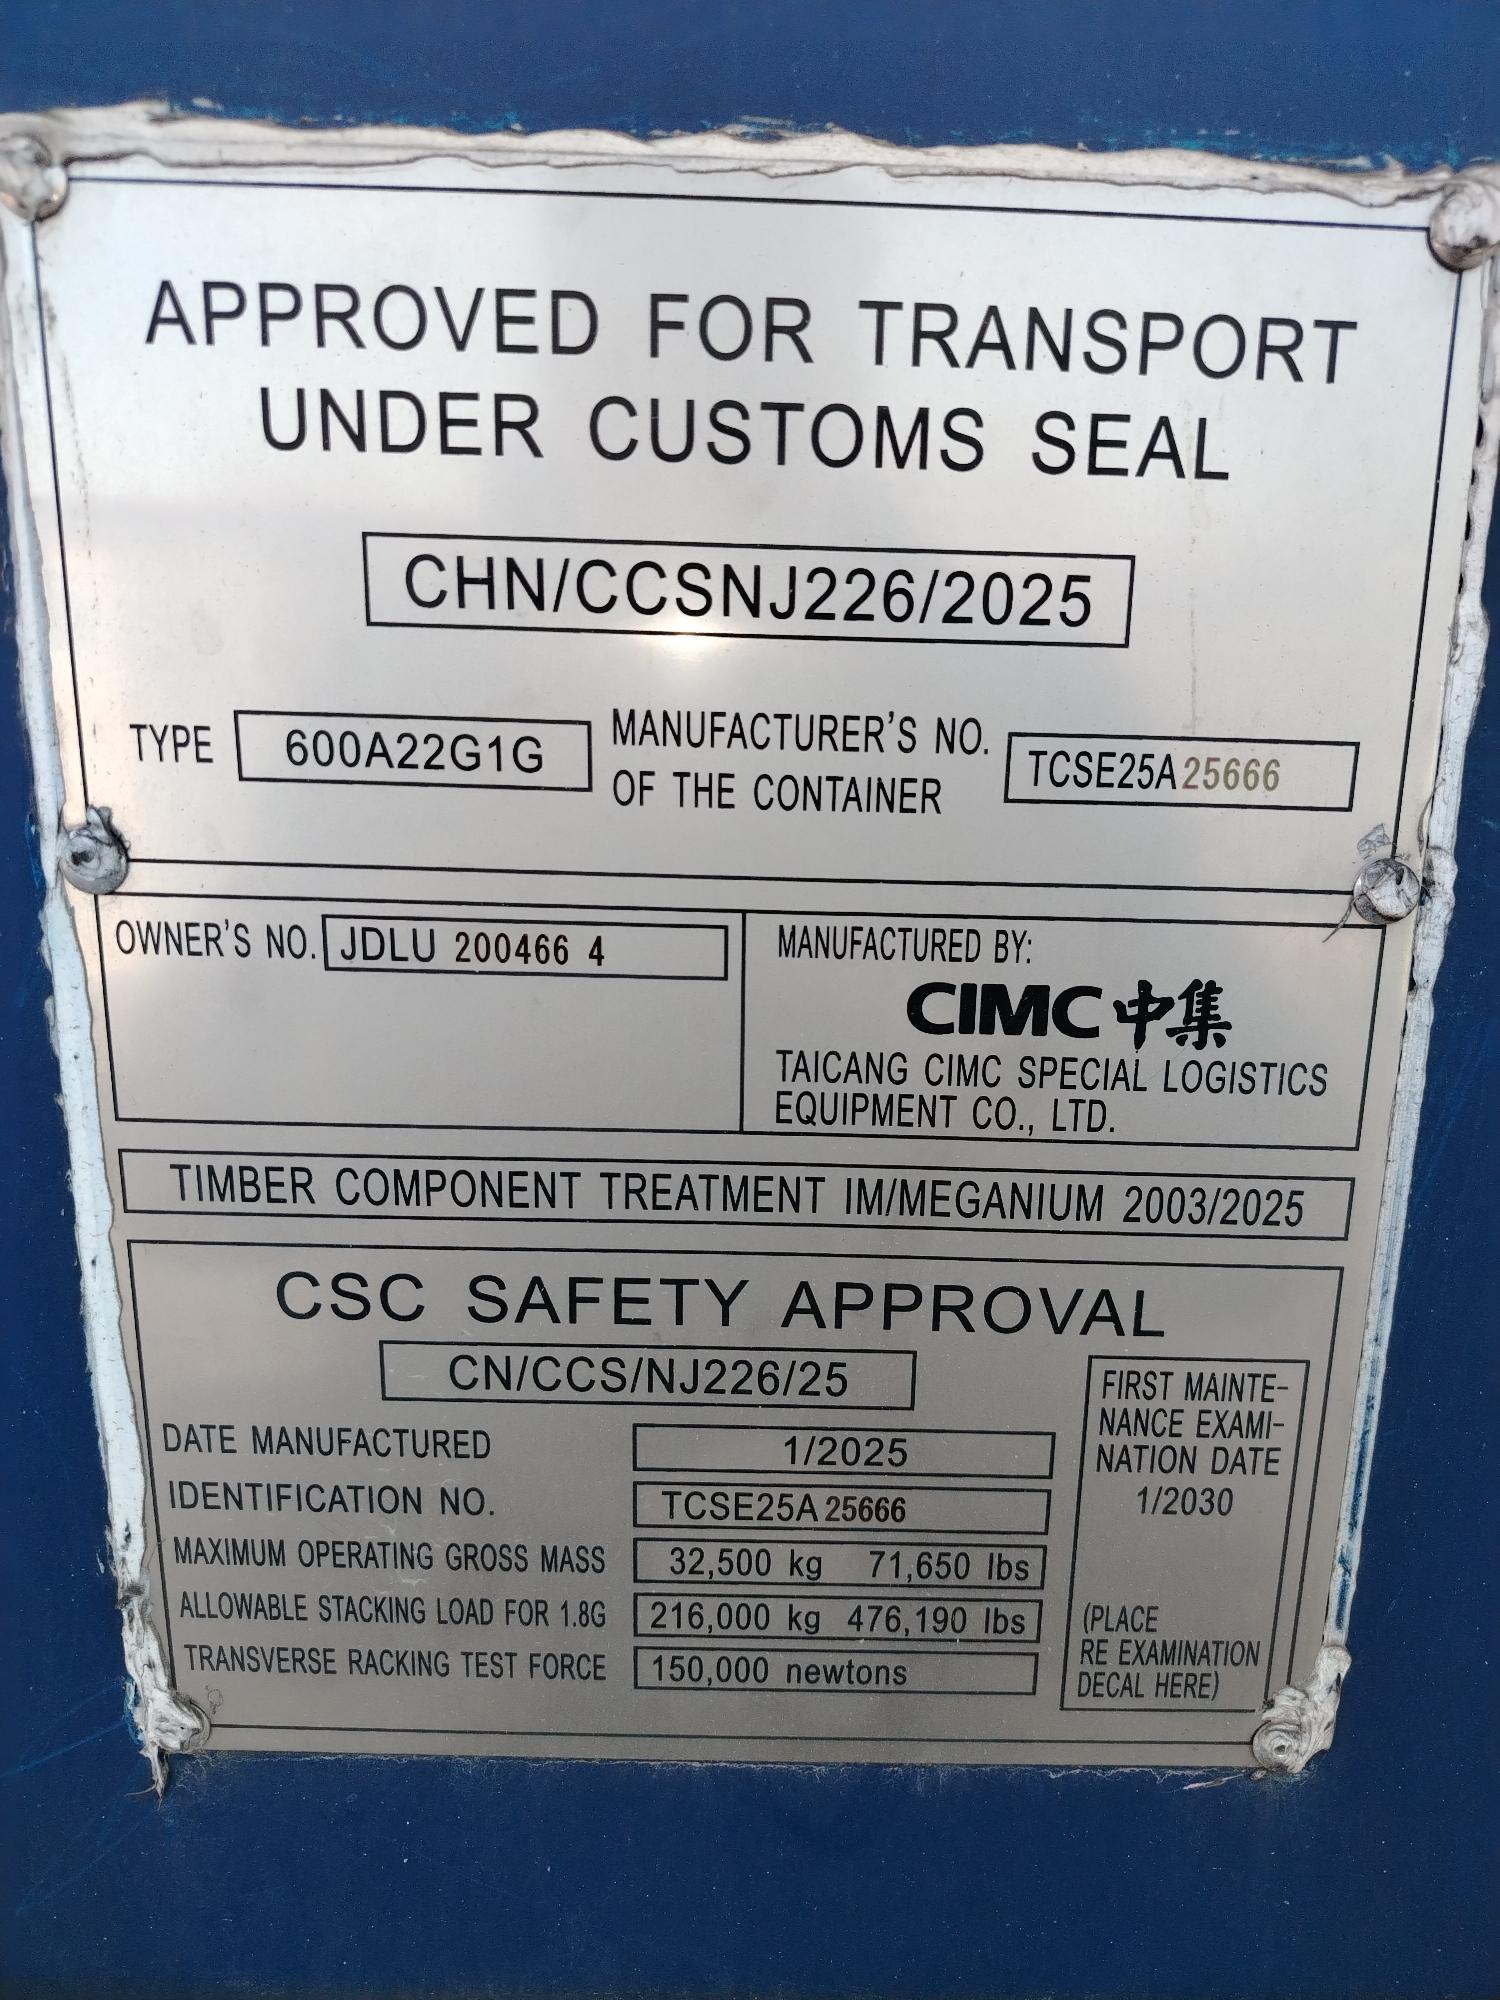 APPROVED FOR TRANSPORT
UNDER CUSTOMS SEAL
CHN/CCSNJ226/2025
TYPE 600A22G1G MANUFACTURER'S NO. OF THE CONTAINER TCSE25A25666
OWNER'S NO. JDLU 200466 4
MANUFACTURED BY:
CIMC中集
TAICANG CIMC SPECIAL LOGISTICS
EQUIPMENT CO., LTD.
TIMBER COMPONENT TREATMENT IM/MEGANIUM 2003/2025
CSC SAFETY APPROVAL
CN/CCS/NJ226/25
DATE MANUFACTURED 1/2025
IDENTIFICATION NO. TCSE25A25666
MAXIMUM OPERATING GROSS MASS 32,500 kg 71,650 lbs
ALLOWABLE STACKING LOAD FOR 1.8G 216,000 kg 476,190 lbs
TRANSVERSE RACKING TEST FORCE 150,000 newtons
FIRST MAINTE-
NANCE EXAMI-
NATION DATE
1/2030
(PLACE
RE EXAMINATION
DECAL HERE)